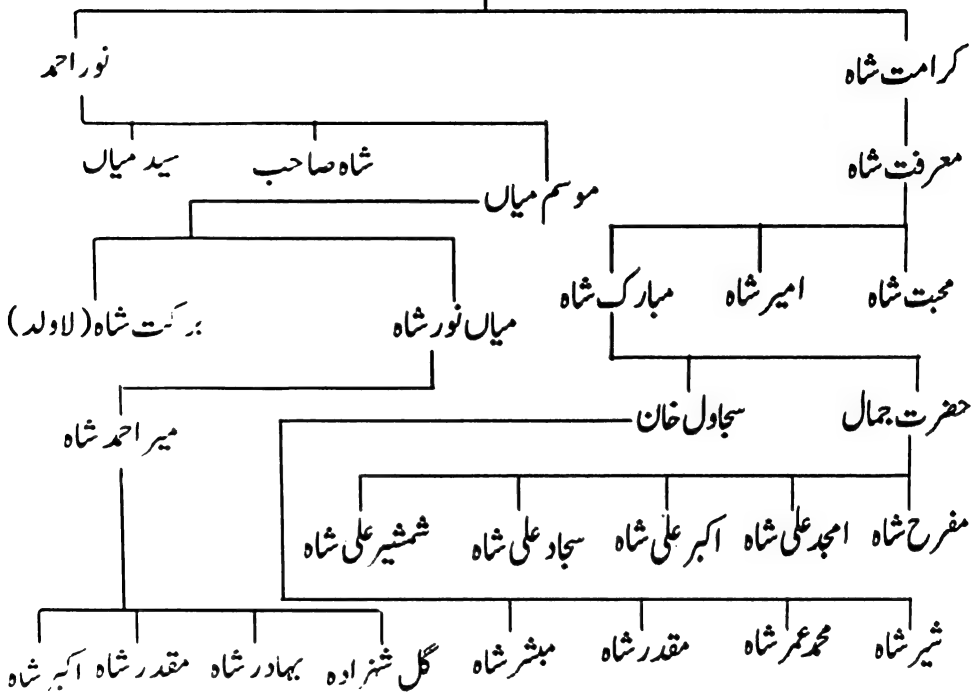 کرامت شاہ نور احمد
معرفت شاہ شاہ صاحب سید میاں
موسم میاں
محبت شاہ امیر شاہ مبارک شاہ میاں نور شاہ برکت شاہ (لاولد)
حضرت جمال سجاول خان میر احمد شاہ
مفرح شاہ امجد علی شاہ اکبر علی شاہ سجاد علی شاہ شمشیر علی شاہ
شیر شاہ محمد عمر شاہ مقدر شاہ مبشر شاہ گل شہزادہ بہادر شاہ مقدر شاہ اکبر شاہ